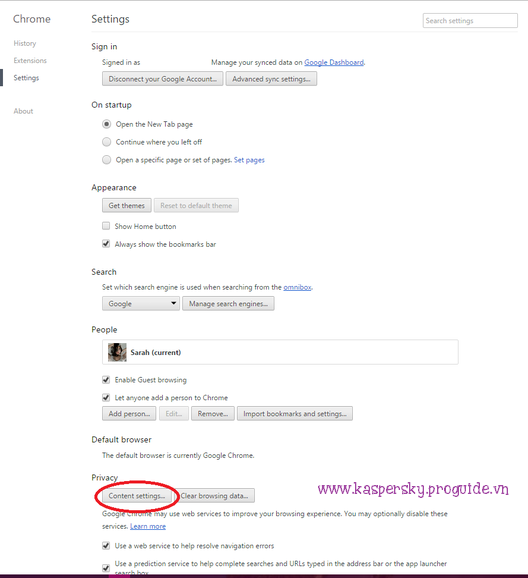 Chrome
Settings
Search settings
History
Extensions
Settings
About
Sign in
Signed in as Manage your synced data on Google Dashboard.
Disconnect your Google Account... Advanced sync settings...
On startup
Open the New Tab page
Continue where you left off
Open a specific page or set of pages. Set pages
Appearance
Get themes Reset to default theme
Show Home button
Always show the bookmarks bar
Search
Set which search engine is used when searching from the omnibox.
Google Manage search engines...
People
Sarah (current)
Enable Guest browsing
Let anyone add a person to Chrome
Add person... Edit... Remove... Import bookmarks and settings...
Default browser
The default browser is currently Google Chrome.
Privacy
Content settings... Clear browsing data...
www.kaspersky.proguide.vn
Google Chrome may use web services to improve your browsing experience. You may optionally disable these
services. Learn more
Use a web service to help resolve navigation errors
Use a prediction service to help complete searches and URLs typed in the address bar or the app launcher
search box